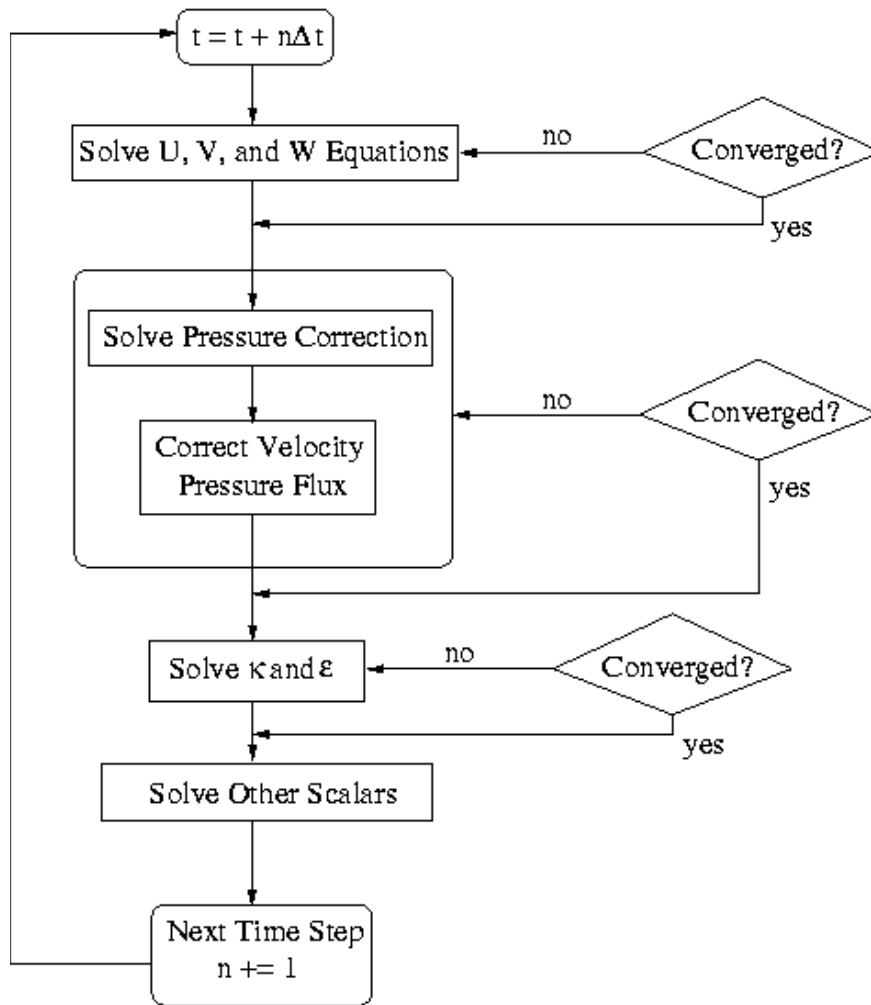 t = t + nΔt
Solve U, V, and W Equations
no
Converged?
yes
Solve Pressure Correction
no
Converged?
Correct Velocity
Pressure Flux
yes
Solve κ and ε
no
Converged?
yes
Solve Other Scalars
Next Time Step
n += 1